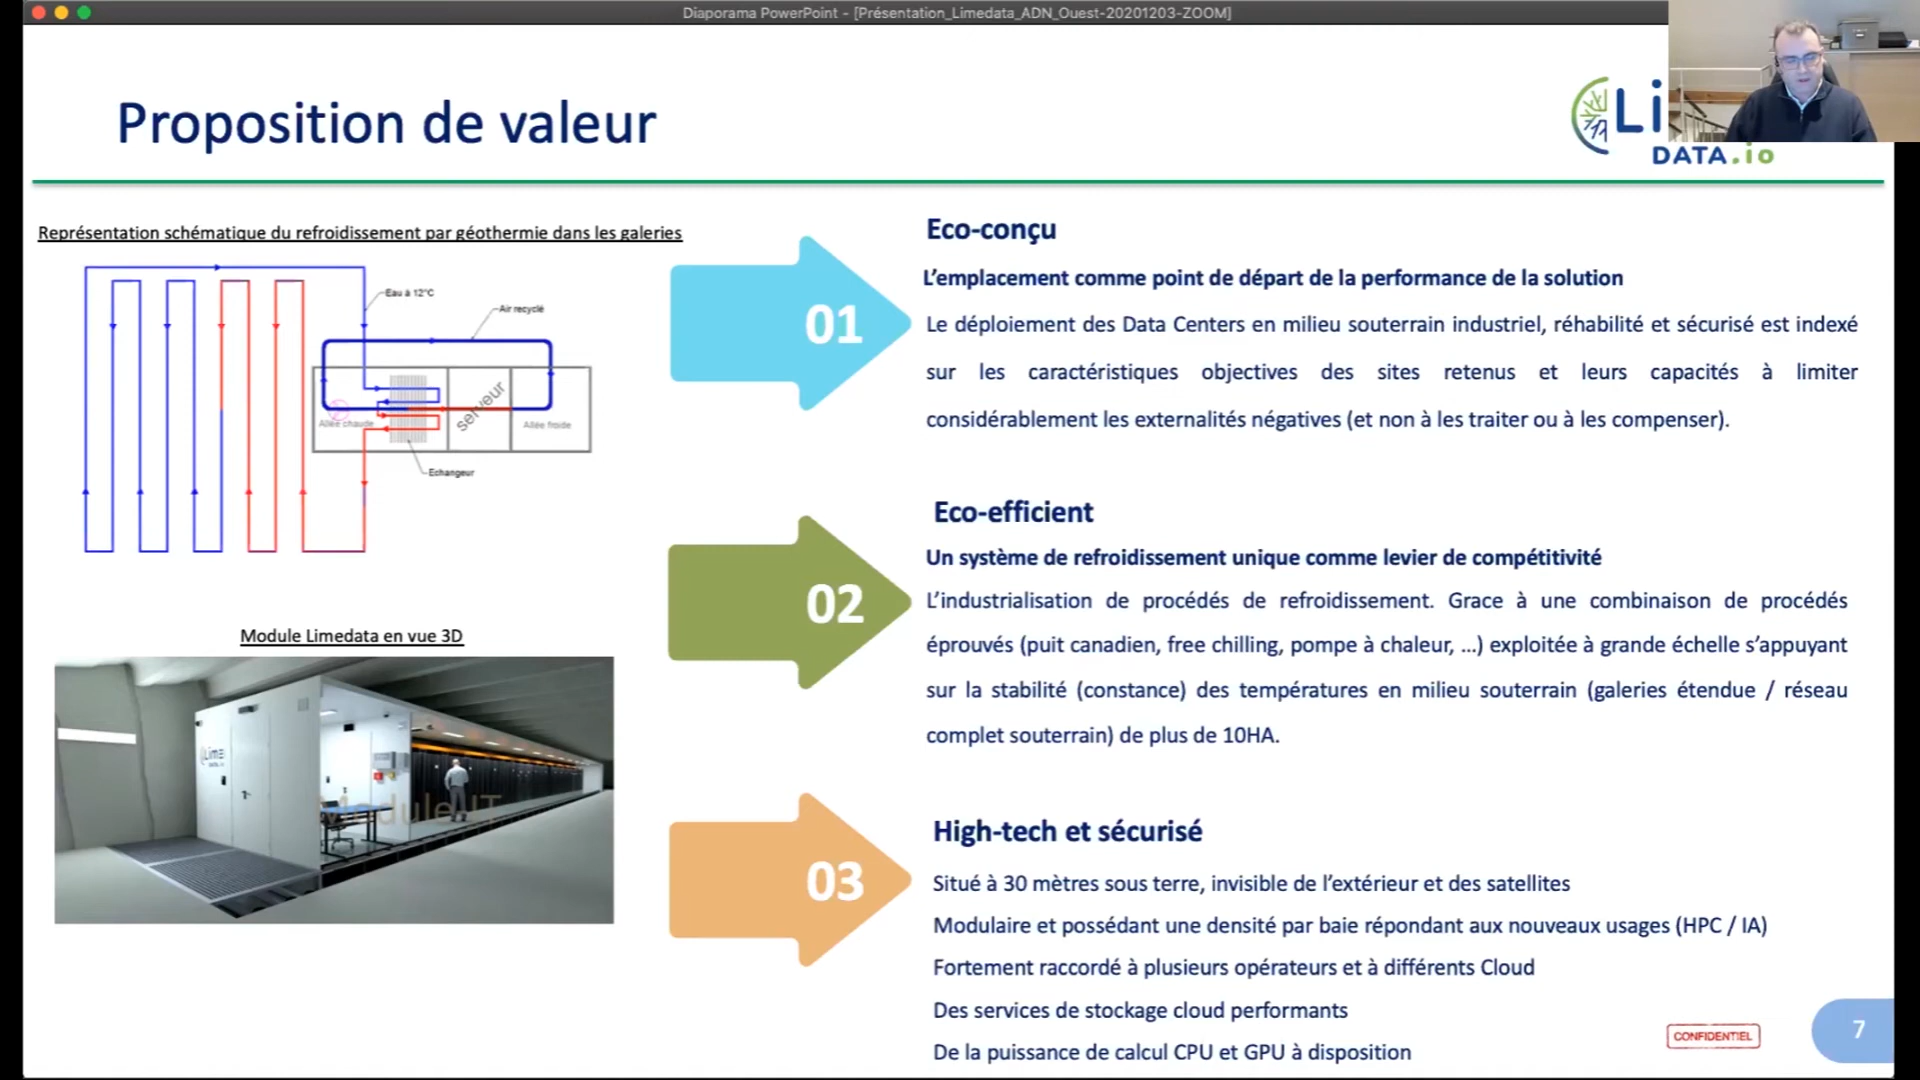 Diaporama PowerPoint - [Présentation_Limedata_ADN_Ouest-20201203-ZOOM]
Proposition de valeur
Li
DATA.io
Représentation schématique du refroidissement par géothermie dans les galeries
Eau à 12°C
Air recyclé
Allée chaude
Serveur
Allée froide
Echangeur
Module Limedata en vue 3D
Lime
DATA.io
Module IT
01
Eco-conçu
L'emplacement comme point de départ de la performance de la solution
Le déploiement des Data Centers en milieu souterrain industriel, réhabilité et sécurisé est indexé
sur les caractéristiques objectives des sites retenus et leurs capacités à limiter
considérablement les externalités négatives (et non à les traiter ou à les compenser).
02
Eco-efficient
Un système de refroidissement unique comme levier de compétitivité
L'industrialisation de procédés de refroidissement. Grace à une combinaison de procédés
éprouvés (puit canadien, free chilling, pompe à chaleur, ...) exploitée à grande échelle s'appuyant
sur la stabilité (constance) des températures en milieu souterrain (galeries étendue / réseau
complet souterrain) de plus de 10HA.
03
High-tech et sécurisé
Situé à 30 mètres sous terre, invisible de l'extérieur et des satellites
Modulaire et possédant une densité par baie répondant aux nouveaux usages (HPC / IA)
Fortement raccordé à plusieurs opérateurs et à différents Cloud
Des services de stockage cloud performants
De la puissance de calcul CPU et GPU à disposition
CONFIDENTIEL
7